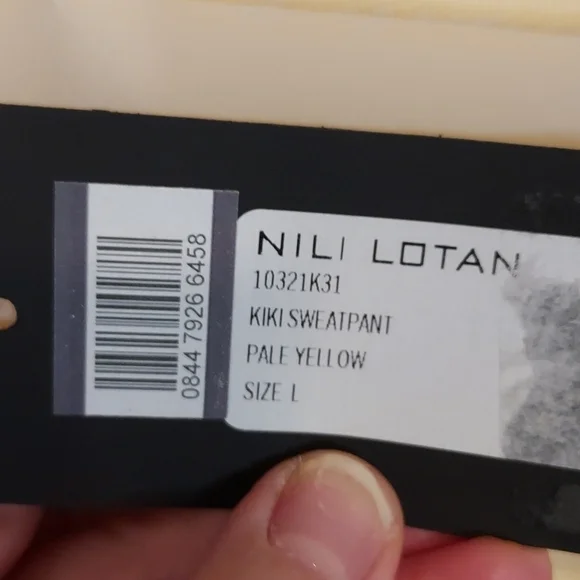 0844 7926 6458
NILI LOTAN
10321K31
KIKI SWEATPANT
PALE YELLOW
SIZE L